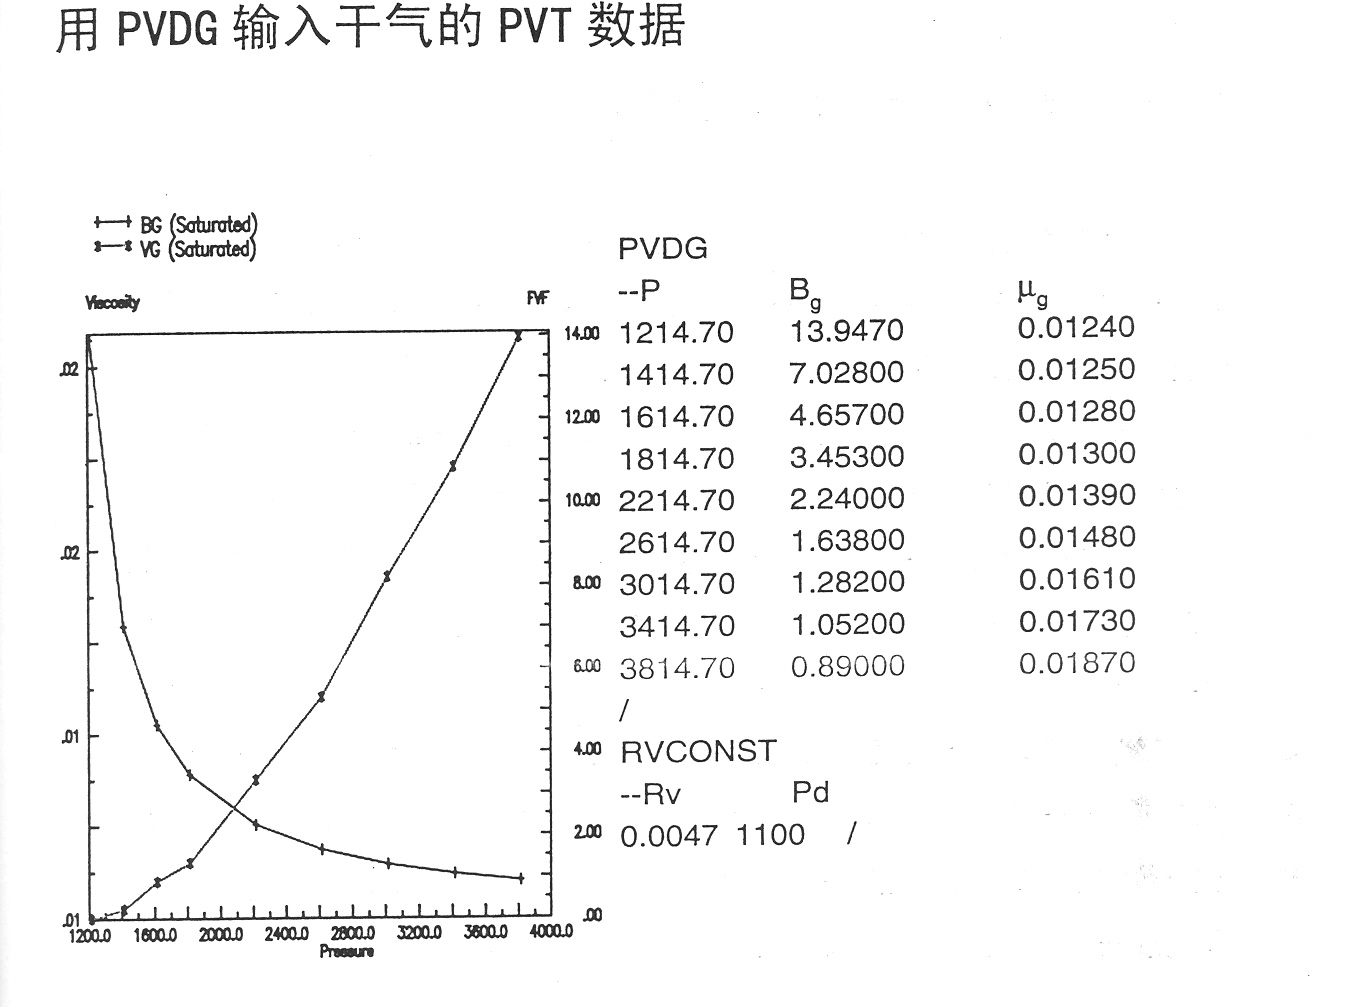 用 PVDG 输入干气的 PVT 数据
BG (Saturated)
VG (Saturated)
Viscosity
FVF
.02
.02
.01
.01
14.00
12.00
10.00
8.00
6.00
4.00
2.00
.00
1200.0 1600.0 2000.0 2400.0 2800.0 3200.0 3600.0 4000.0
Pressure
PVDG
--P Bg μg
1214.70 13.9470 0.01240
1414.70 7.02800 0.01250
1614.70 4.65700 0.01280
1814.70 3.45300 0.01300
2214.70 2.24000 0.01390
2614.70 1.63800 0.01480
3014.70 1.28200 0.01610
3414.70 1.05200 0.01730
3814.70 0.89000 0.01870
/
RVCONST
--Rv Pd
0.0047 1100 /